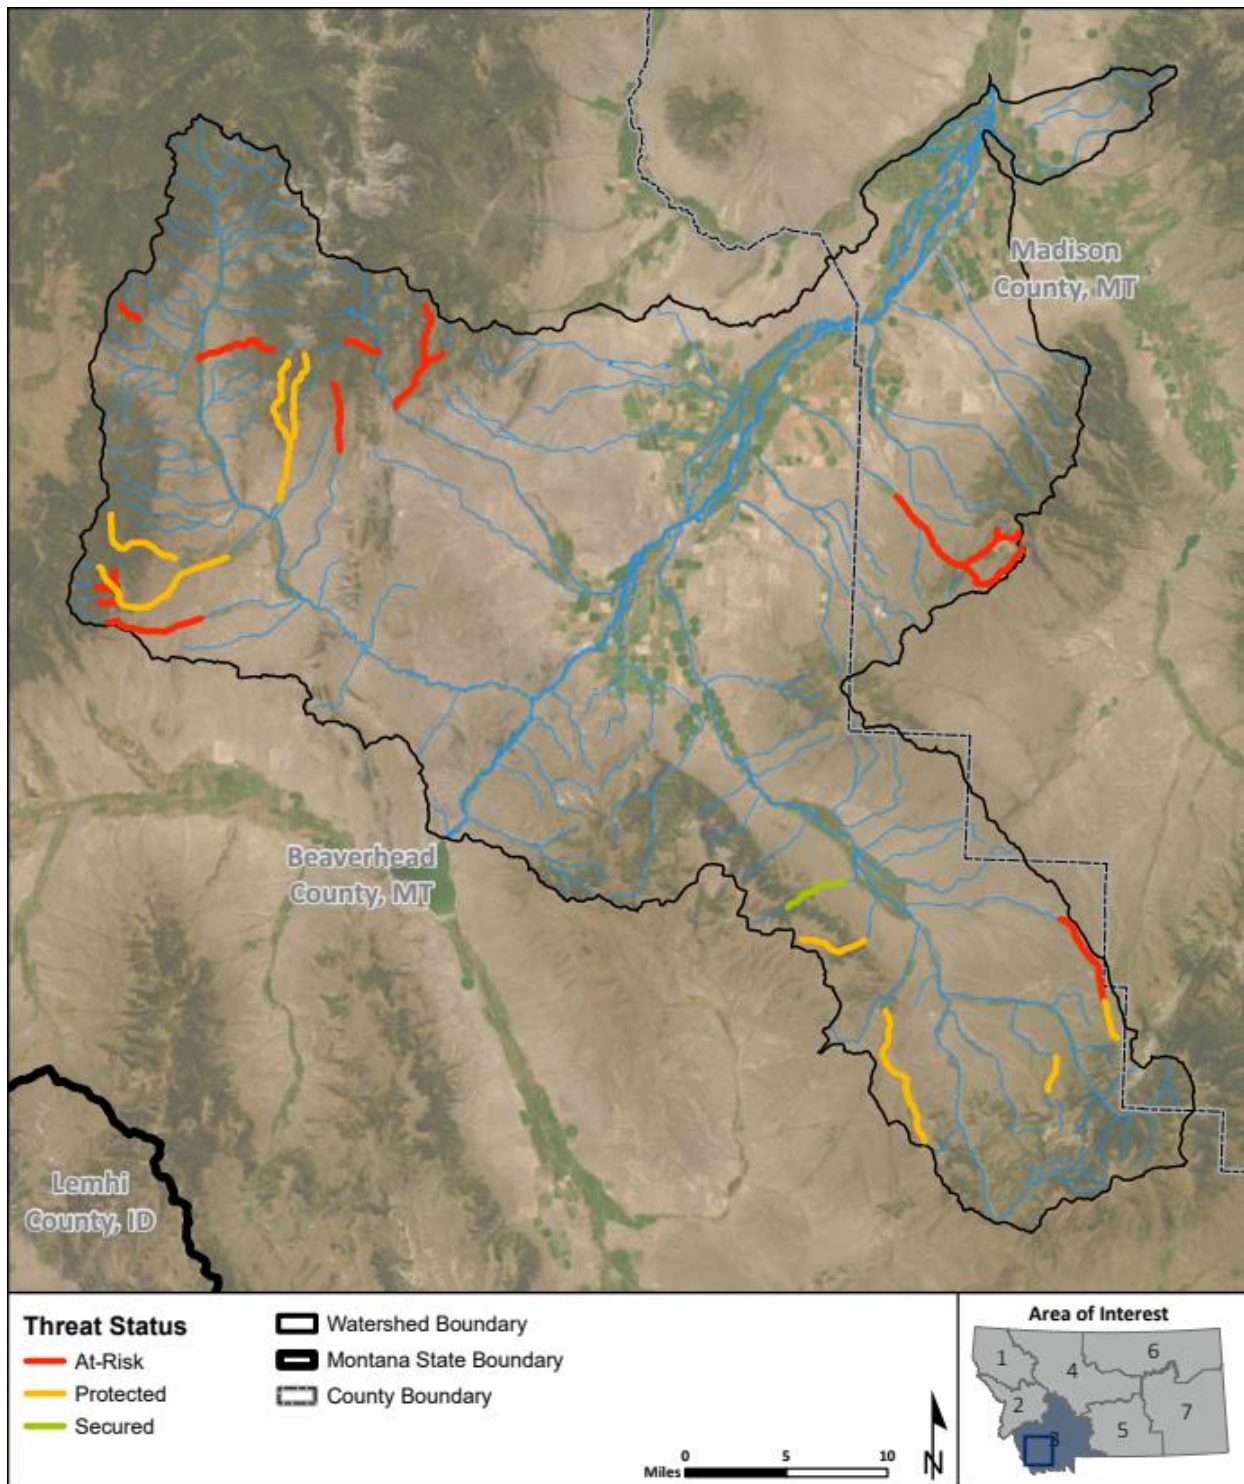 Madison
County, MT
Beaverhead
County, MT
Lemhi
County, ID
Threat Status
At-Risk
Protected
Secured
Watershed Boundary
Montana State Boundary
County Boundary
0 5 10
Miles
N
Area of Interest
1
4
6
2
3
5
7